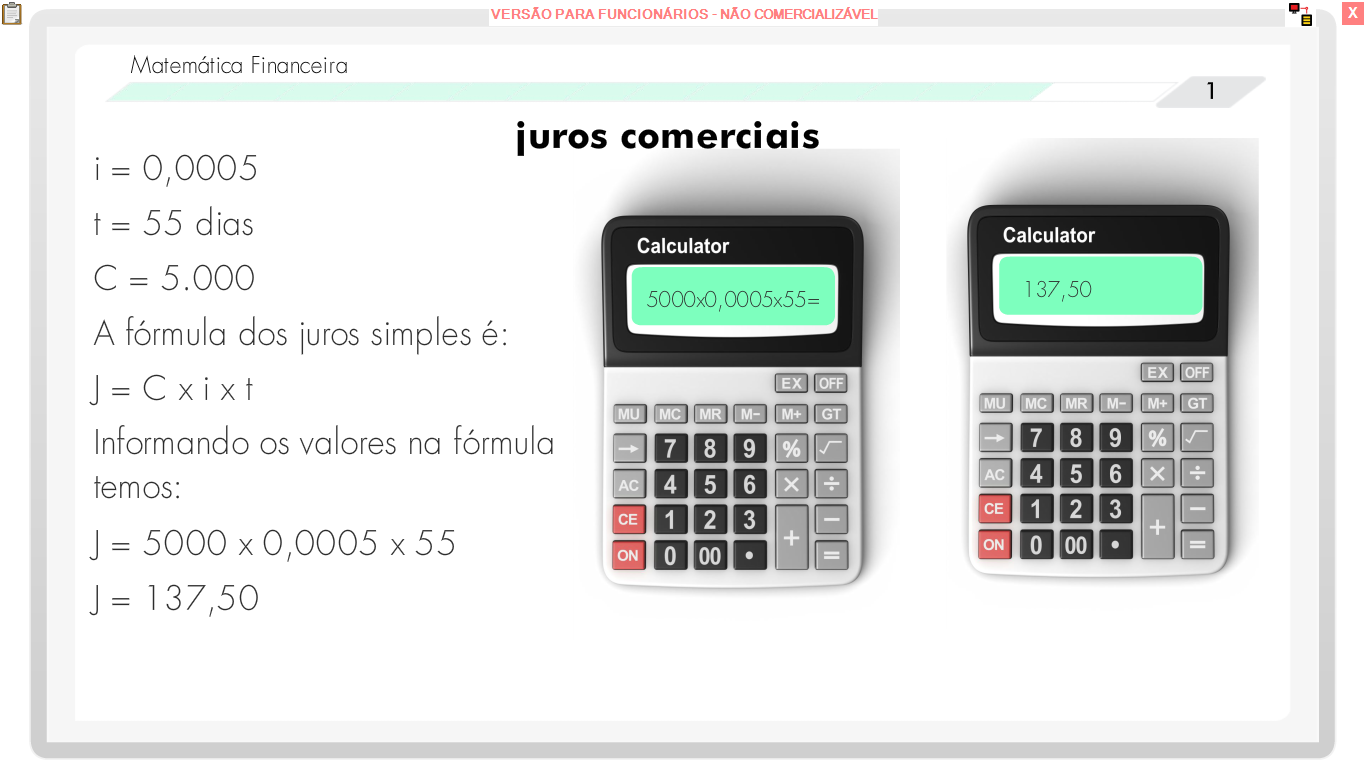 VERSÃO PARA FUNCIONÁRIOS - NÃO COMERCIALIZÁVEL
X
Matemática Financeira
1
juros comerciais
i = 0,0005
t = 55 dias
C = 5.000
A fórmula dos juros simples é:
J = C x i x t
Informando os valores na fórmula
temos:
J = 5000 x 0,0005 x 55
J = 137,50
Calculator
5000x0,0005x55=
EX OFF
MU MC MR M− M+ GT
→ 7 8 9 % √
AC 4 5 6 × ÷
CE 1 2 3 + −
ON 0 00 • =
Calculator
137,50
EX OFF
MU MC MR M− M+ GT
→ 7 8 9 % √
AC 4 5 6 × ÷
CE 1 2 3 + −
ON 0 00 • =